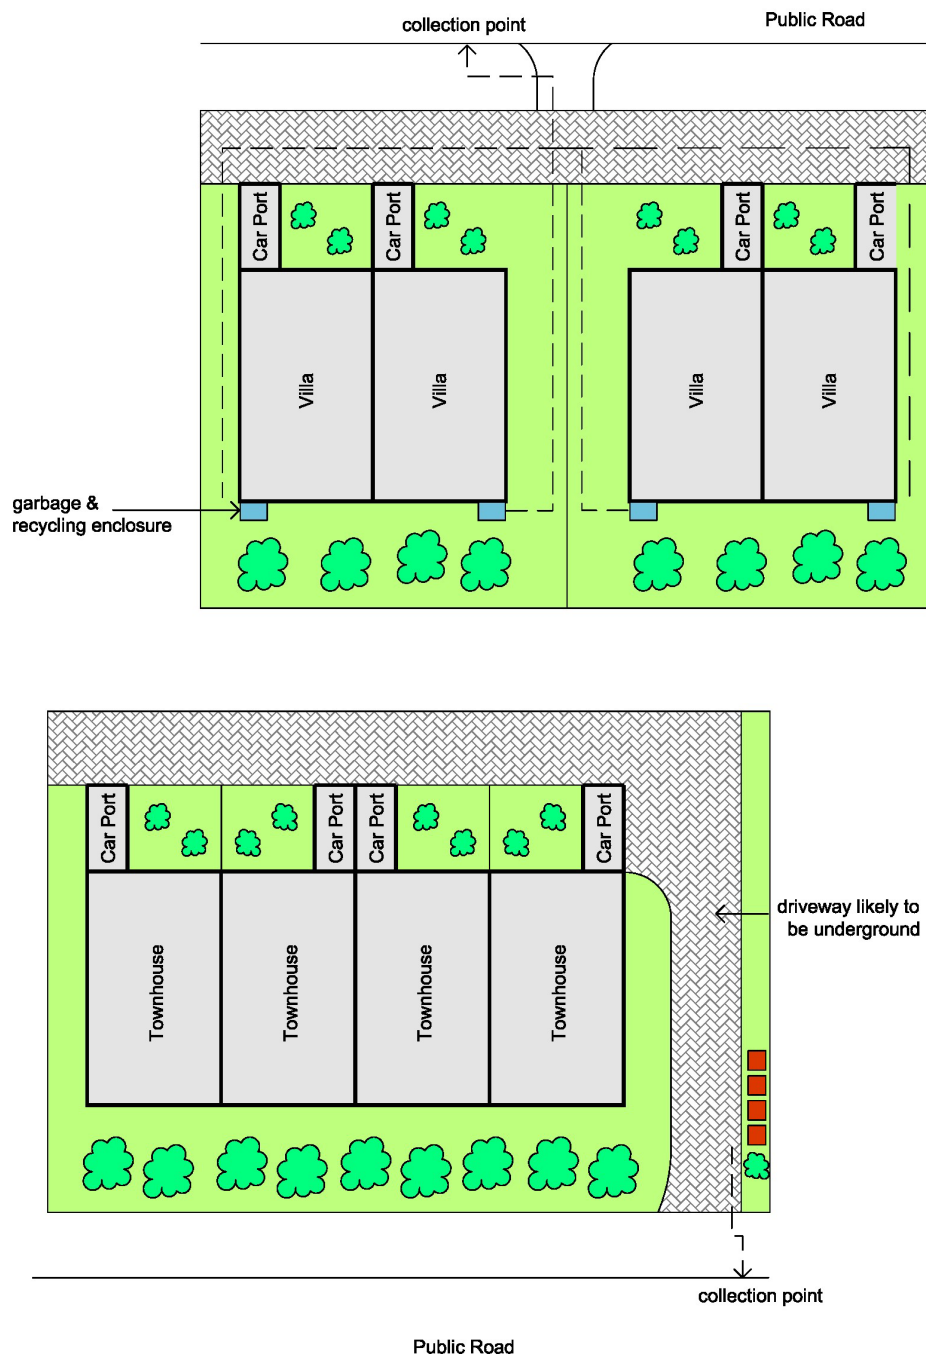 Public Road
collection point
Car Port
Car Port
Car Port
Car Port
Villa
Villa
Villa
Villa
garbage &
recycling enclosure
Car Port
Car Port
Car Port
Car Port
driveway likely to
be underground
Townhouse
Townhouse
Townhouse
Townhouse
collection point
Public Road